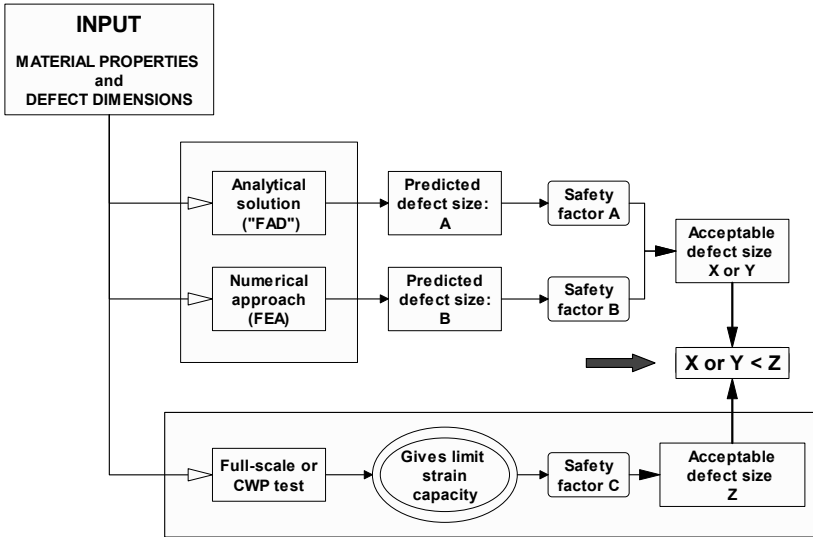 INPUT
MATERIAL PROPERTIES
and
DEFECT DIMENSIONS
Analytical
solution
("FAD")
Predicted
defect size:
A
Safety
factor A
Numerical
approach
(FEA)
Predicted
defect size:
B
Safety
factor B
Acceptable
defect size
X or Y
X or Y < Z
Full-scale or
CWP test
Gives limit
strain
capacity
Safety
factor C
Acceptable
defect size
Z